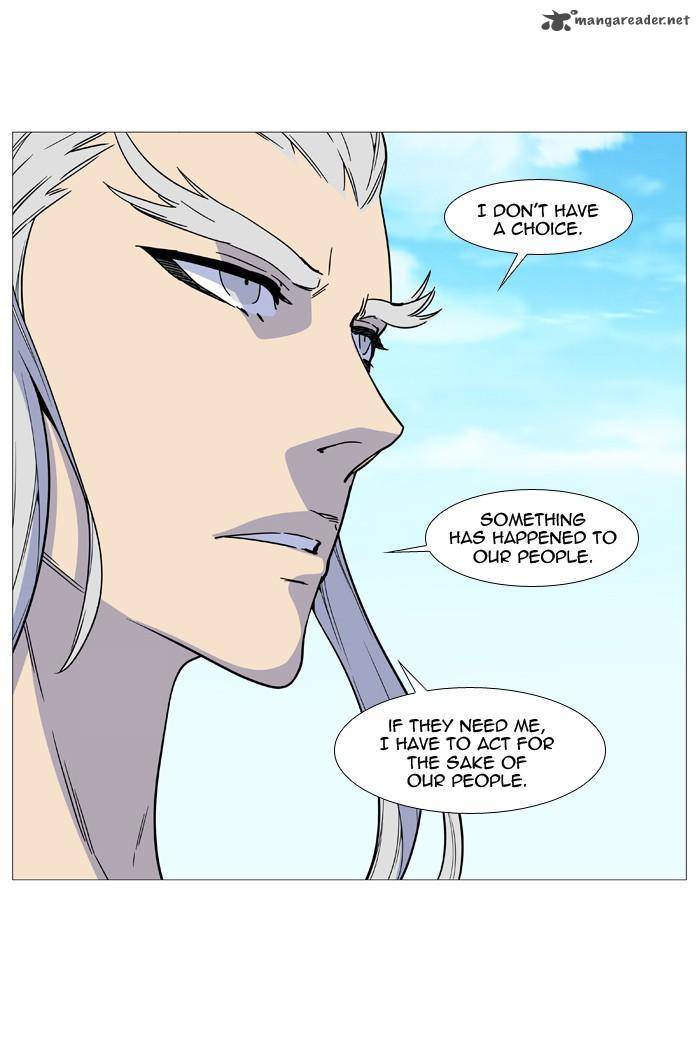 mangareader.net
I DON'T HAVE
A CHOICE.
SOMETHING
HAS HAPPENED TO
OUR PEOPLE.
IF THEY NEED ME,
I HAVE TO ACT FOR
THE SAKE OF
OUR PEOPLE.